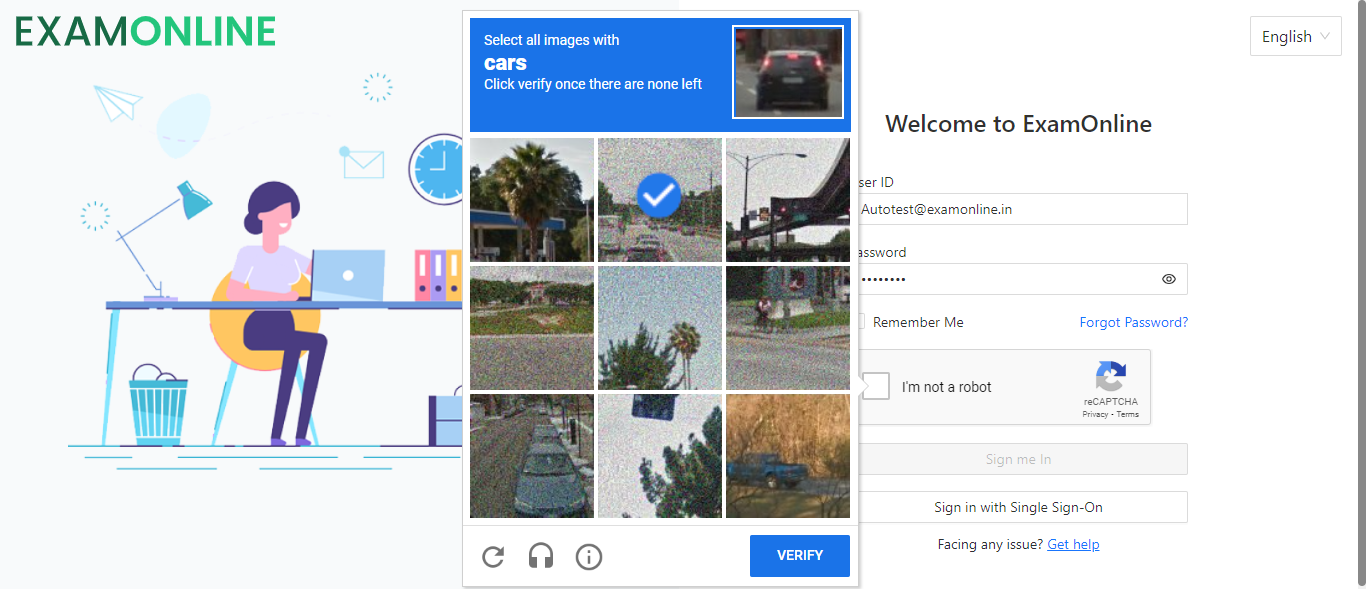 EXAMONLINE
Select all images with
cars
Click verify once there are none left
VERIFY
English
Welcome to ExamOnline
ser ID
Autotest@examonline.in
assword
••••••••
Remember Me
Forgot Password?
I'm not a robot
reCAPTCHA
Privacy - Terms
Sign me In
Sign in with Single Sign-On
Facing any issue? Get help